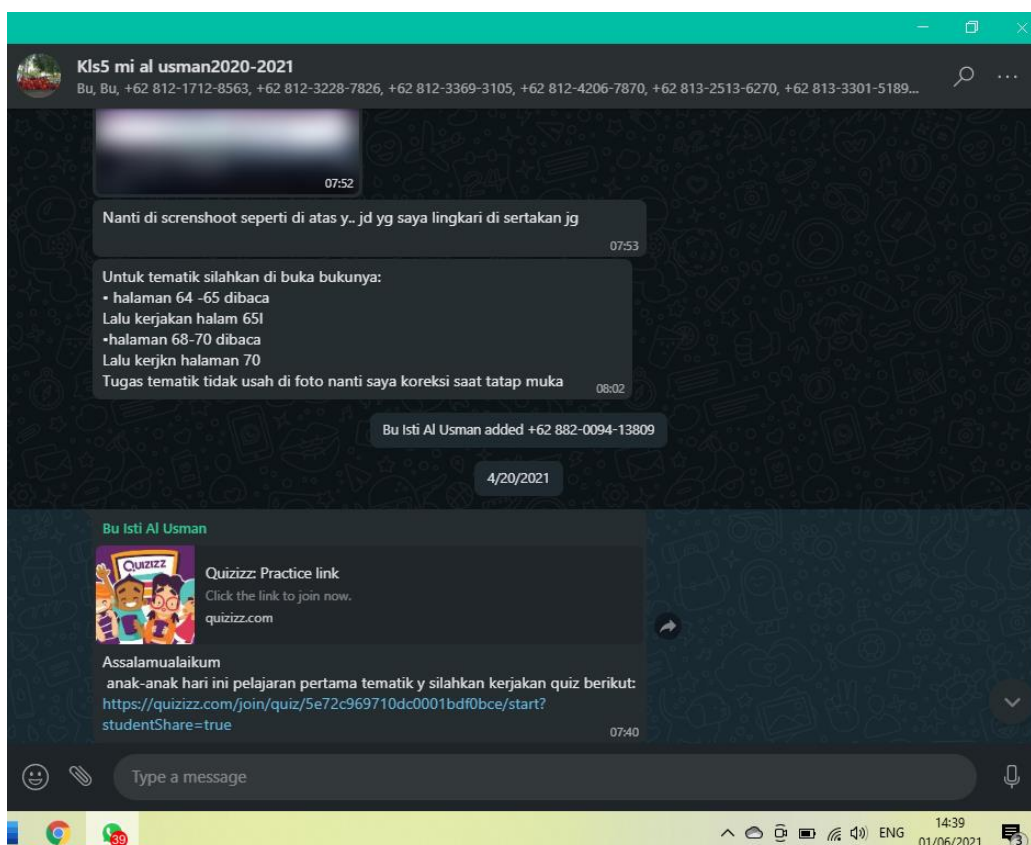 Kls5 mi al usman2020-2021
Bu, Bu, +62 812-1712-8563, +62 812-3228-7826, +62 812-3369-3105, +62 812-4206-7870, +62 813-2513-6270, +62 813-3301-5189...
07:52
Nanti di screnshoot seperti di atas y.. jd yg saya lingkari di sertakan jg
07:53
Untuk tematik silahkan di buka bukunya:
• halaman 64 -65 dibaca
Lalu kerjakan halam 65l
•halaman 68-70 dibaca
Lalu kerjkn halaman 70
Tugas tematik tidak usah di foto nanti saya koreksi saat tatap muka
08:02
Bu Isti Al Usman added +62 882-0094-13809
4/20/2021
Bu Isti Al Usman
QUIZIZZ
Quizizz: Practice link
Click the link to join now.
quizizz.com
Assalamualaikum
anak-anak hari ini pelajaran pertama tematik y silahkan kerjakan quiz berikut:
https://quizizz.com/join/quiz/5e72c969710dc0001bdf0bce/start?
studentShare=true
07:40
Type a message
39
ENG
14:39
01/06/2021
3